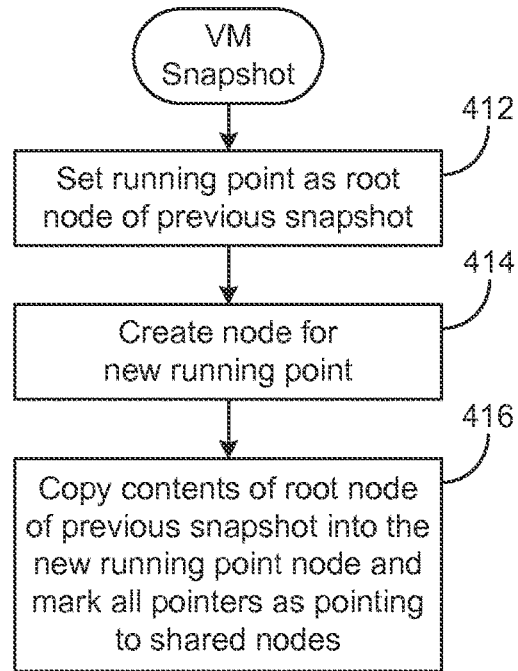 VM
Snapshot
412
Set running point as root
node of previous snapshot
414
Create node for
new running point
416
Copy contents of root node
of previous snapshot into the
new running point node and
mark all pointers as pointing
to shared nodes